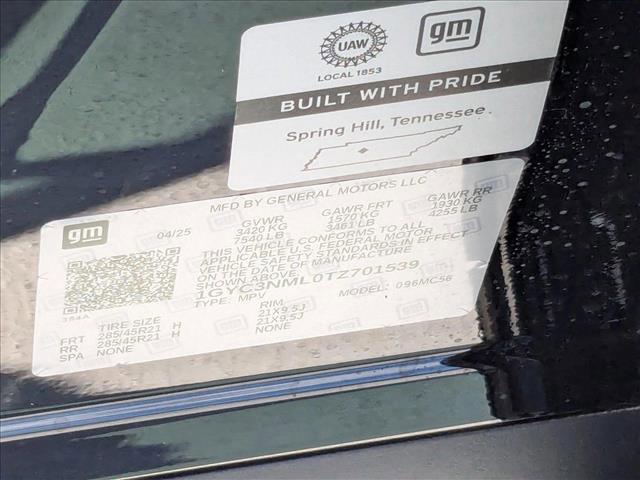 UAW
gm
LOCAL 1853
BUILT WITH PRIDE
Spring Hill, Tennessee
MFD BY GENERAL MOTORS LLC
gm
04/25
GVWR GAWR FRT GAWR RR
3420 KG 1570 KG 1930 KG
7540 LB 3461 LB 4255 LB
THIS VEHICLE CONFORMS TO ALL
APPLICABLE U.S. FEDERAL MOTOR
VEHICLE SAFETY STANDARDS IN EFFECT
ON THE DATE OF MANUFACTURE
SHOWN ABOVE.
1GYC3NML0TZ701539
TYPE: MPV MODEL: 096MC56
384A
TIRE SIZE RIM
FRT 285/45R21 H 21X9.5J
RR 285/45R21 H 21X9.5J
SPA NONE NONE